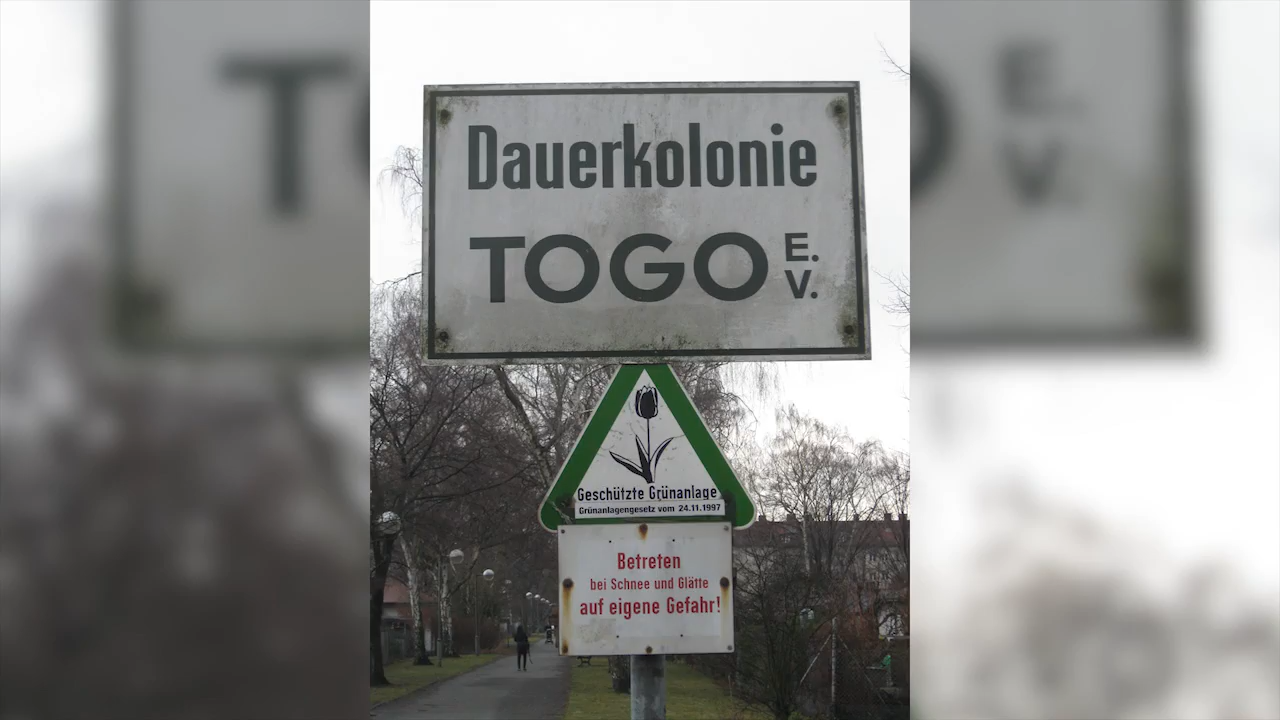 Dauerkolonie
TOGO E. V.
Geschützte Grünanlage
Grünanlagengesetz vom 24.11.1997
Betreten
bei Schnee und Glätte
auf eigene Gefahr!